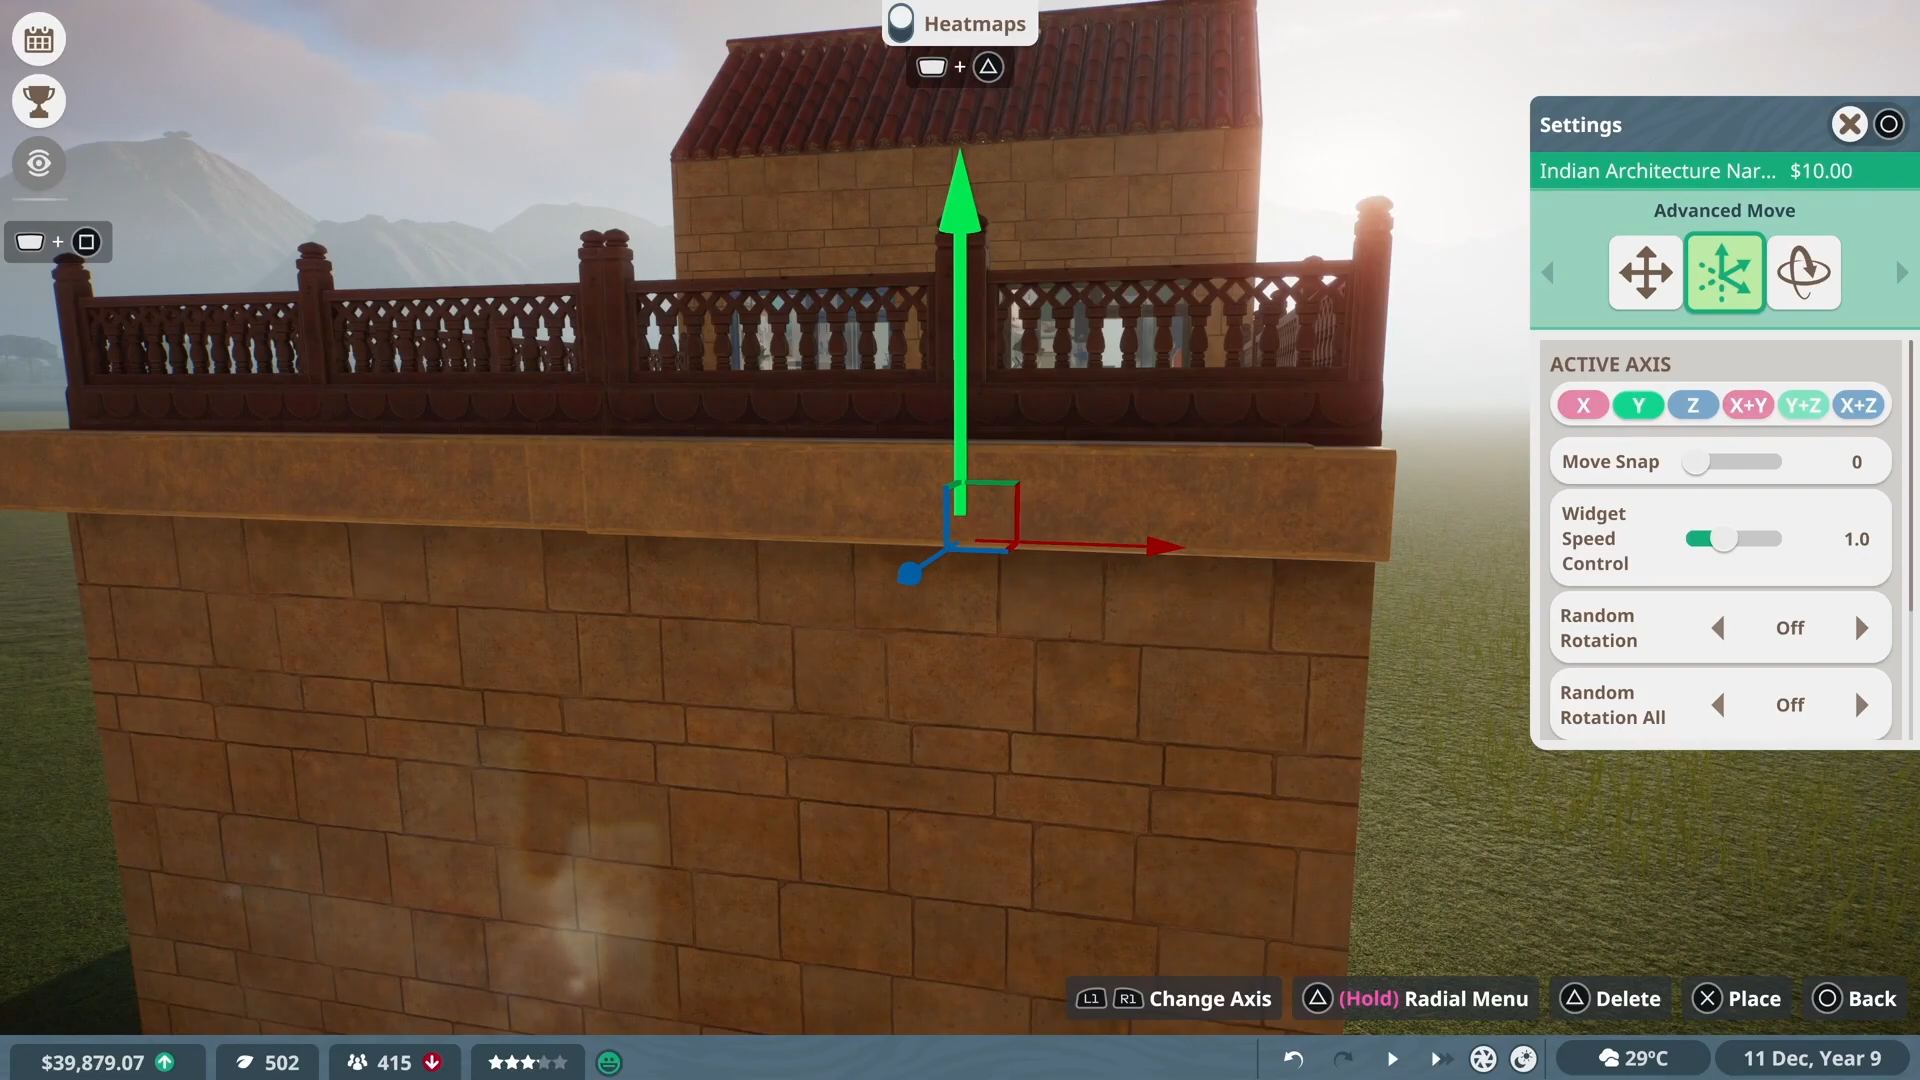 Heatmaps
+
+
Settings
Indian Architecture Nar... $10.00
Advanced Move
ACTIVE AXIS
X Y Z X+Y Y+Z X+Z
Move Snap 0
Widget
Speed 1.0
Control
Random
Rotation Off
Random
Rotation All Off
L1 R1 Change Axis (Hold) Radial Menu Delete Place Back
$39,879.07 502 415 29ºC 11 Dec, Year 9